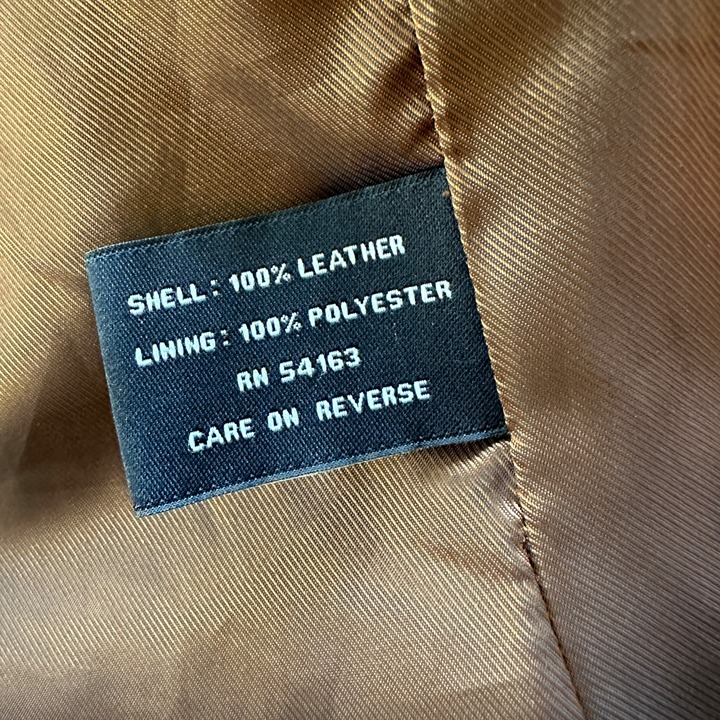 SHELL: 100% LEATHER
LINING: 100% POLYESTER
RN 54163
CARE ON REVERSE